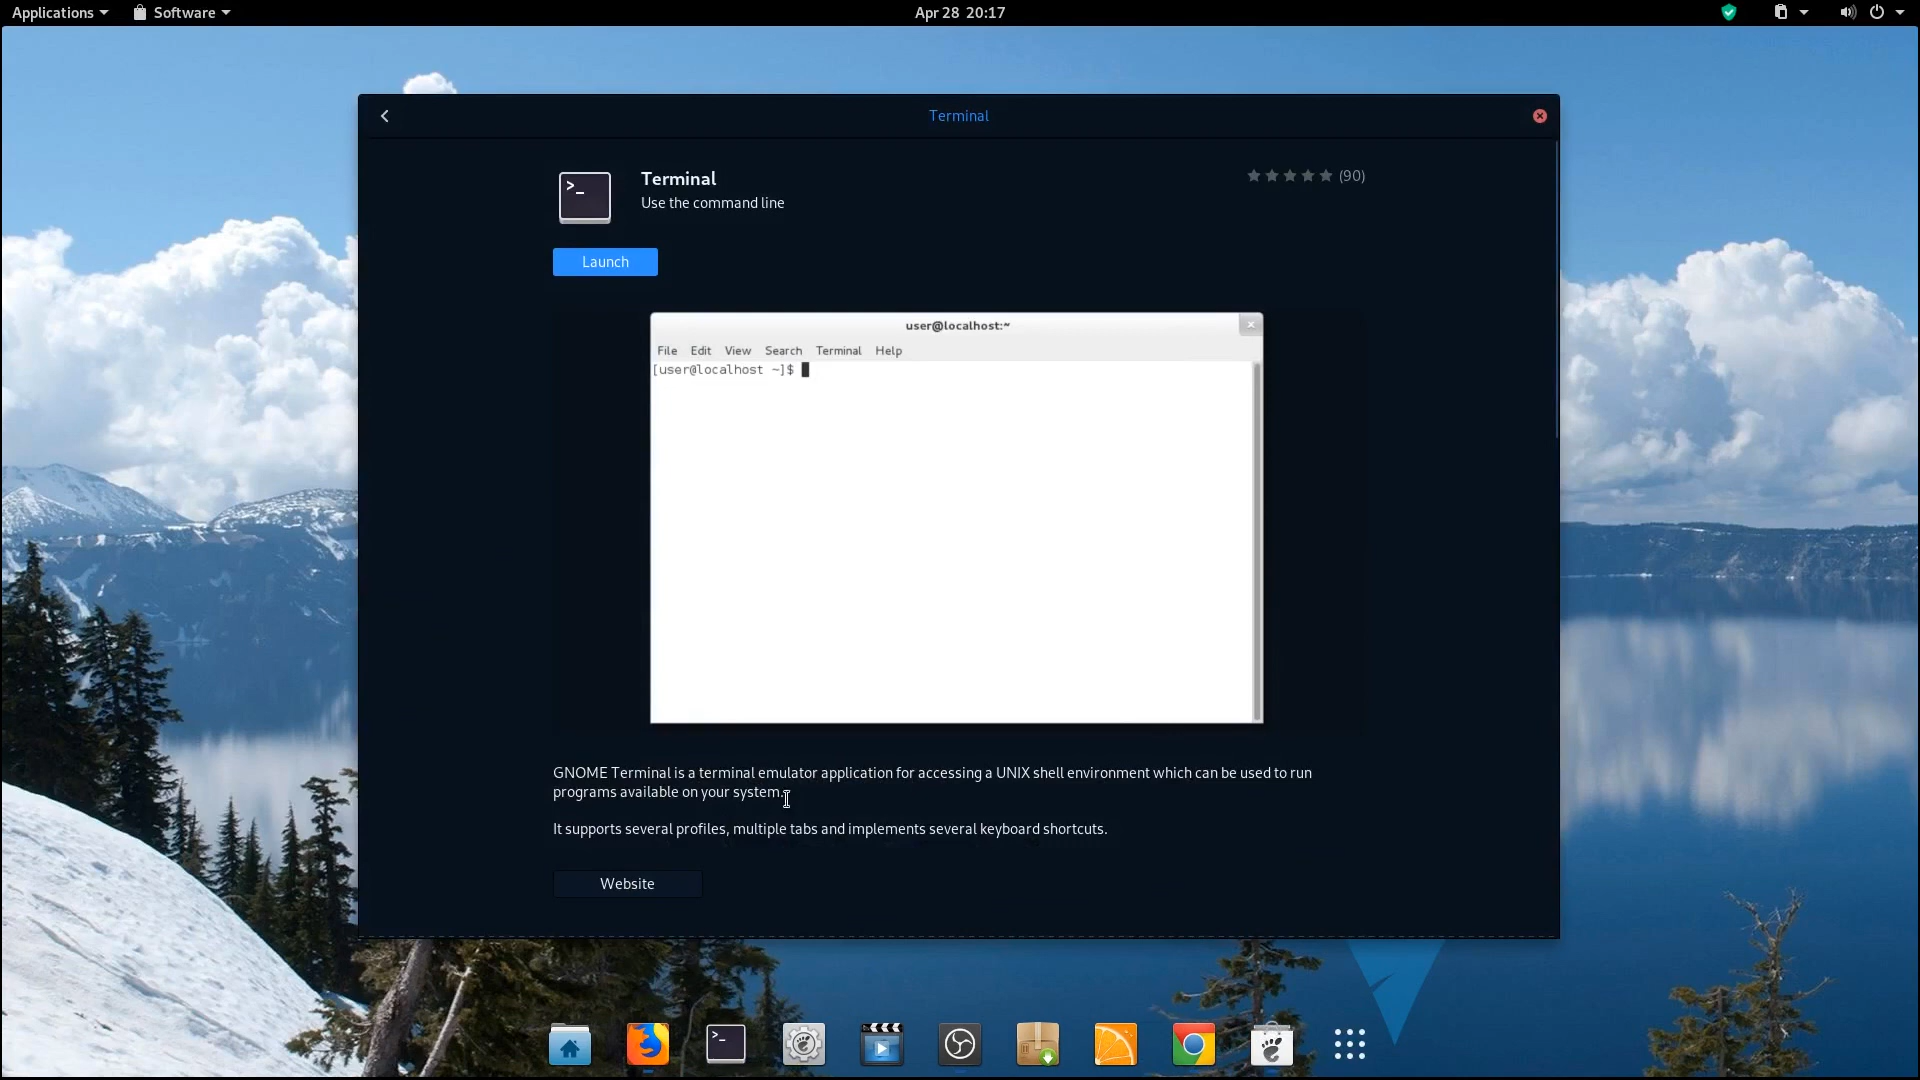 Applications
Software
Apr 28 20:17
Terminal
Terminal
Use the command line
(90)
Launch
user@localhost:~
File Edit View Search Terminal Help
[user@localhost ~]$
GNOME Terminal is a terminal emulator application for accessing a UNIX shell environment which can be used to run
programs available on your system.
It supports several profiles, multiple tabs and implements several keyboard shortcuts.
Website